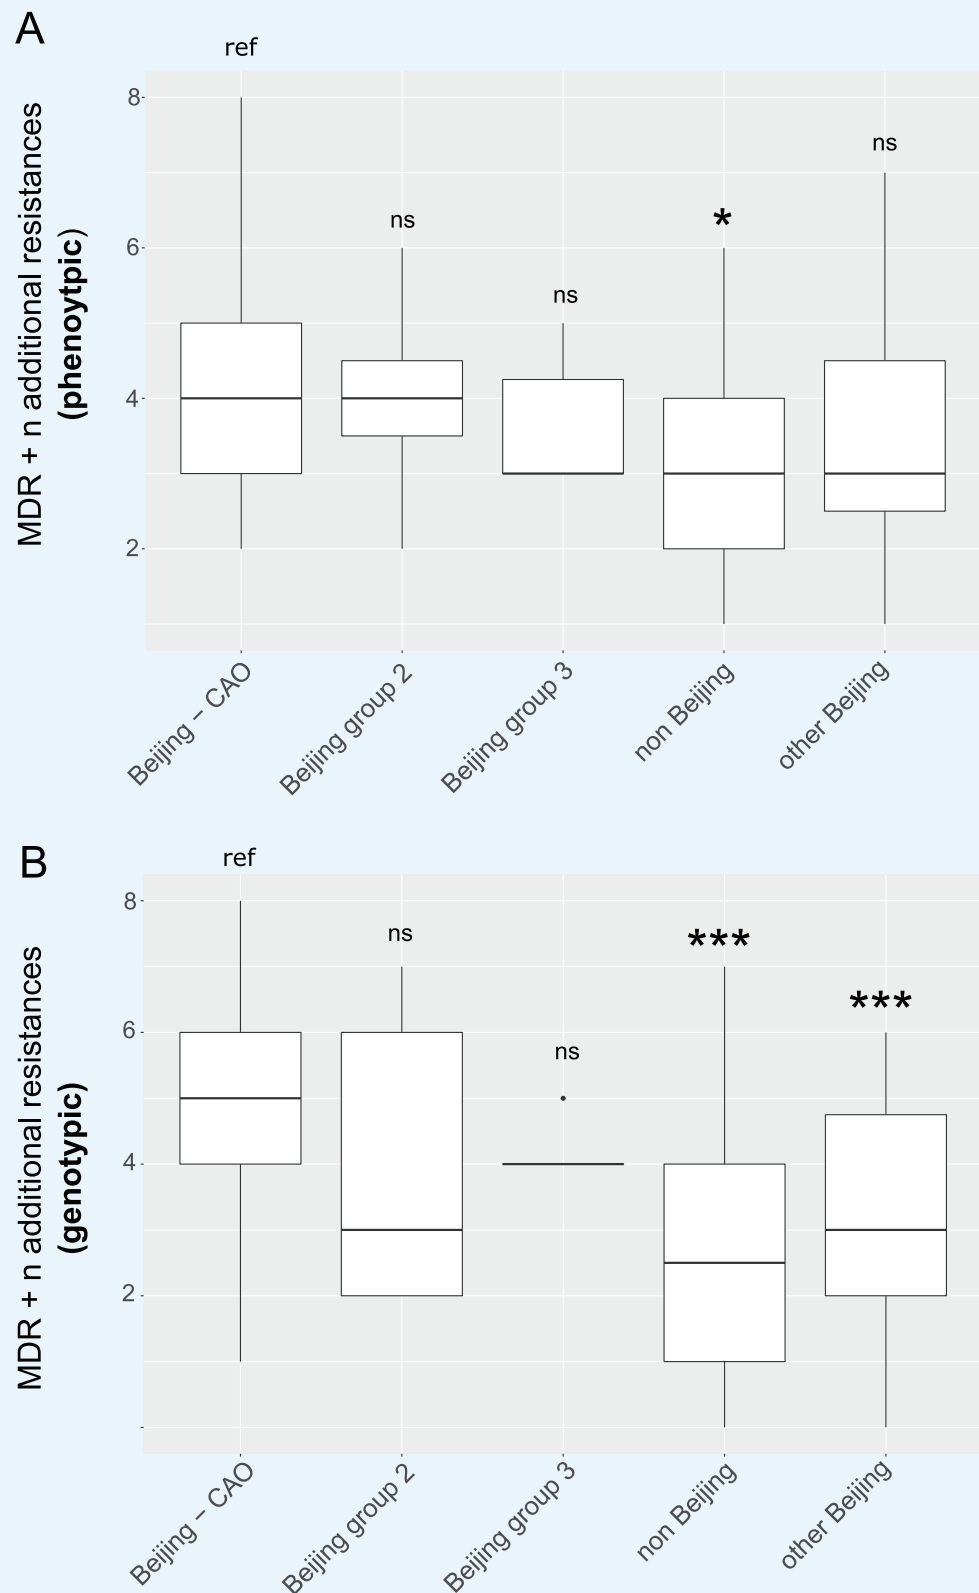 A
ref
MDR + n additional resistances
(phenoytpic)
8
6
4
2
ns
ns
*
ns
Beijing – CAO
Beijing group 2
Beijing group 3
non Beijing
other Beijing
B
ref
MDR + n additional resistances
(genotypic)
8
6
4
2
ns
ns
***
***
Beijing – CAO
Beijing group 2
Beijing group 3
non Beijing
other Beijing